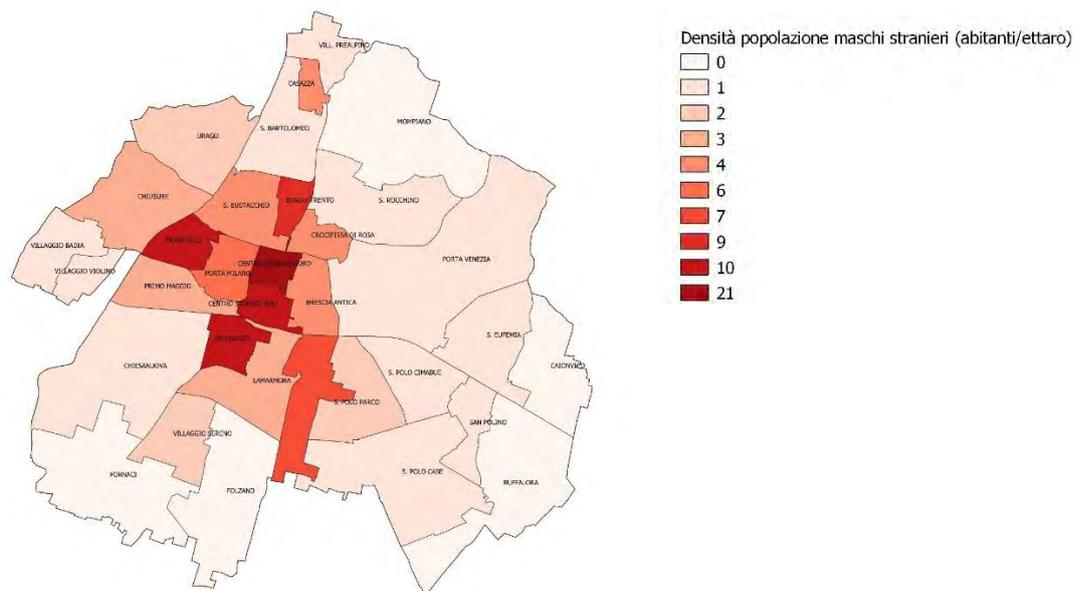 Densità popolazione maschi stranieri (abitanti/ettaro)
0
1
2
3
4
6
7
9
10
21
VILL. PREALPINO
CASAZZA
MOMPIANO
S. BARTOLOMEO
URAGO
CHIUSURE
S. EUSTACCHIO
BORGO TRENTO
S. ROCCHINO
CROCIFISSA DI ROSA
VILLAGGIO BADIA
PORTA VENEZIA
VILLAGGIO VIOLINO
PORTA MILANO
PRIMO MAGGIO
BRESCIA ANTICA
S. EUFEMIA
CHIESANUOVA
CAIONVICO
LAMARMORA
S. POLO CIMABUE
S. POLO PARCO
SAN POLINO
VILLAGGIO SERENO
FORNACI
S. POLO CASE
FOLZANO
BUFFALORA